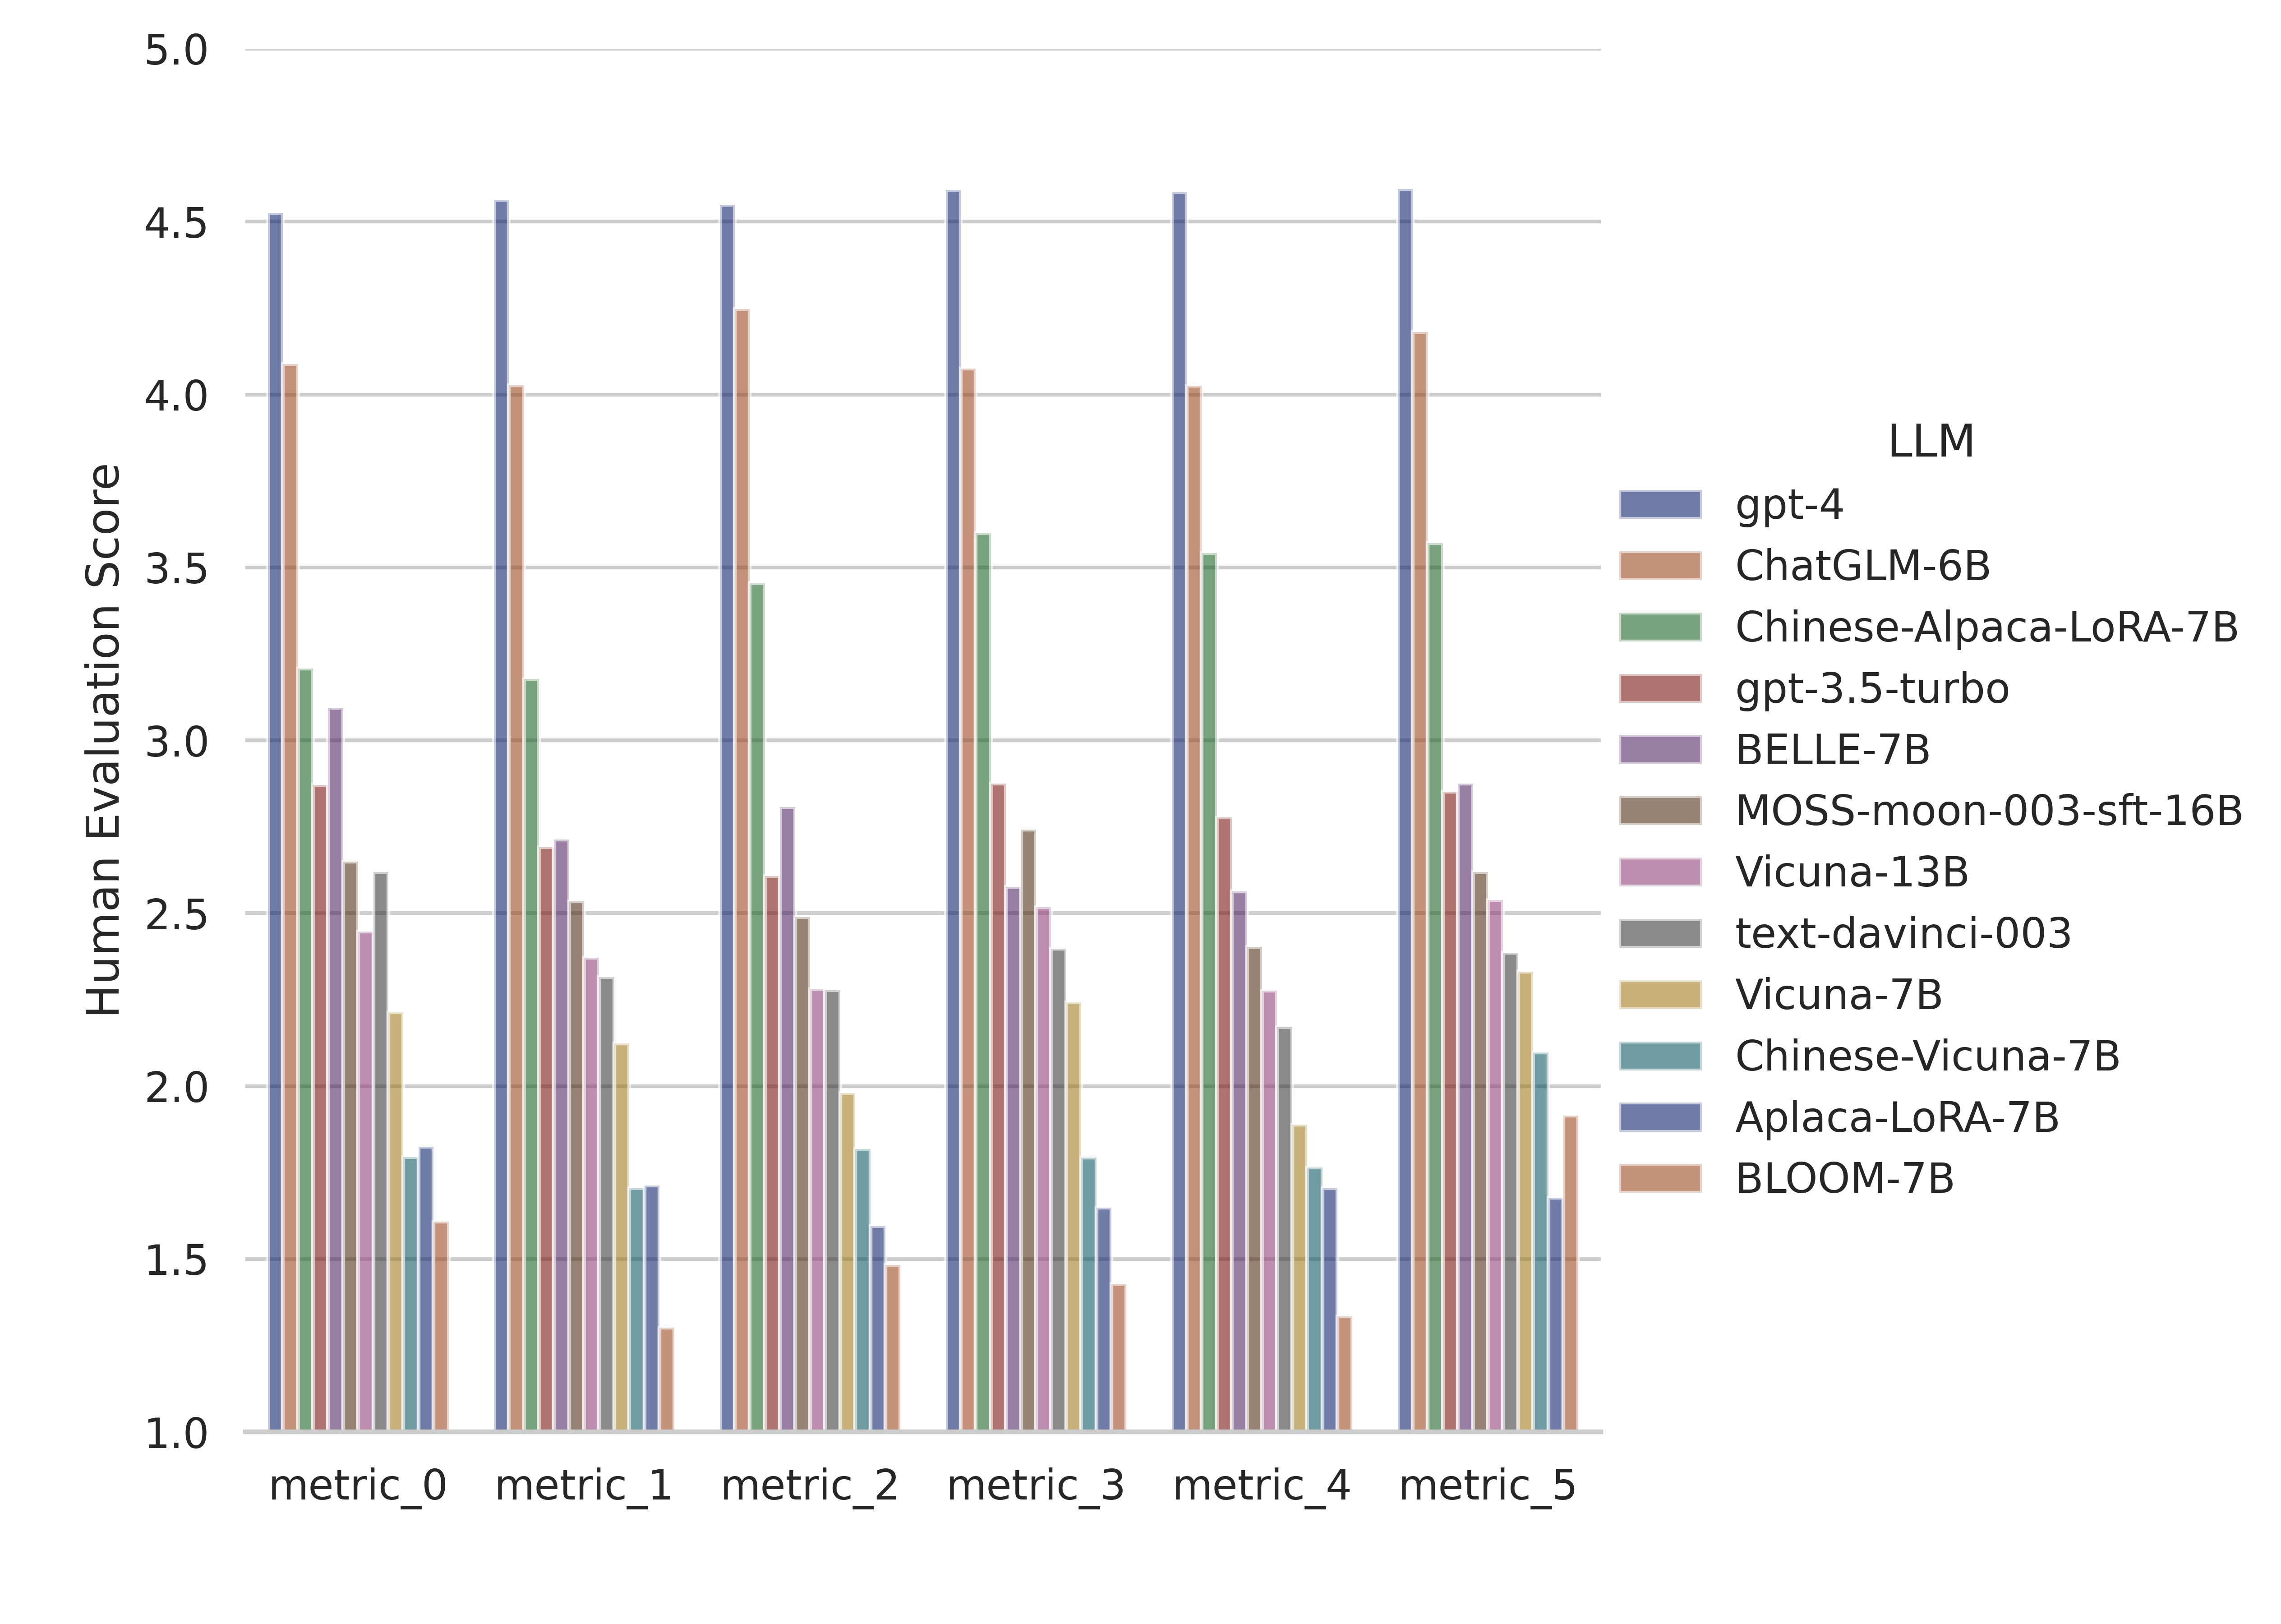 5.0
4.5
4.0
3.5
3.0
2.5
2.0
1.5
1.0
Human Evaluation Score
metric_0
metric_1
metric_2
metric_3
metric_4
metric_5
LLM
gpt-4
ChatGLM-6B
Chinese-Alpaca-LoRA-7B
gpt-3.5-turbo
BELLE-7B
MOSS-moon-003-sft-16B
Vicuna-13B
text-davinci-003
Vicuna-7B
Chinese-Vicuna-7B
Aplaca-LoRA-7B
BLOOM-7B